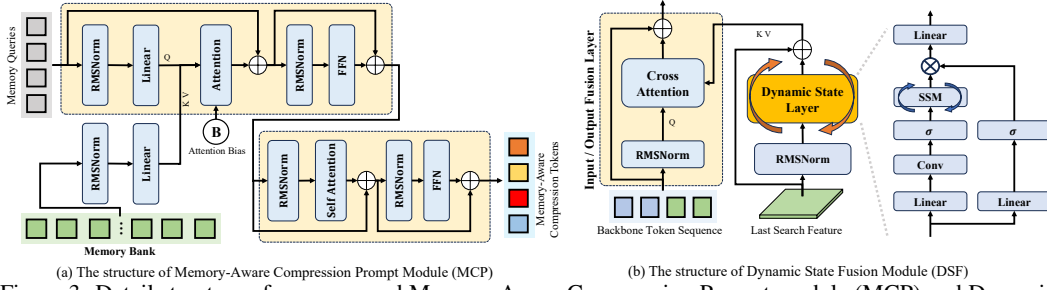 Memory Queries
RMSNorm
Linear
Q
K V
Attention
B
Attention Bias
RMSNorm
FFN
RMSNorm
Linear
Memory Bank
RMSNorm
Self Attention
RMSNorm
FFN
Memory-Aware
Compression Tokens
(a) The structure of Memory-Aware Compression Prompt Module (MCP)
Input / Output Fusion Layer
Cross
Attention
Q
RMSNorm
Backbone Token Sequence
K V
Dynamic State
Layer
RMSNorm
Last Search Feature
Linear
SSM
σ
σ
Conv
Linear
Linear
(b) The structure of Dynamic State Fusion Module (DSF)